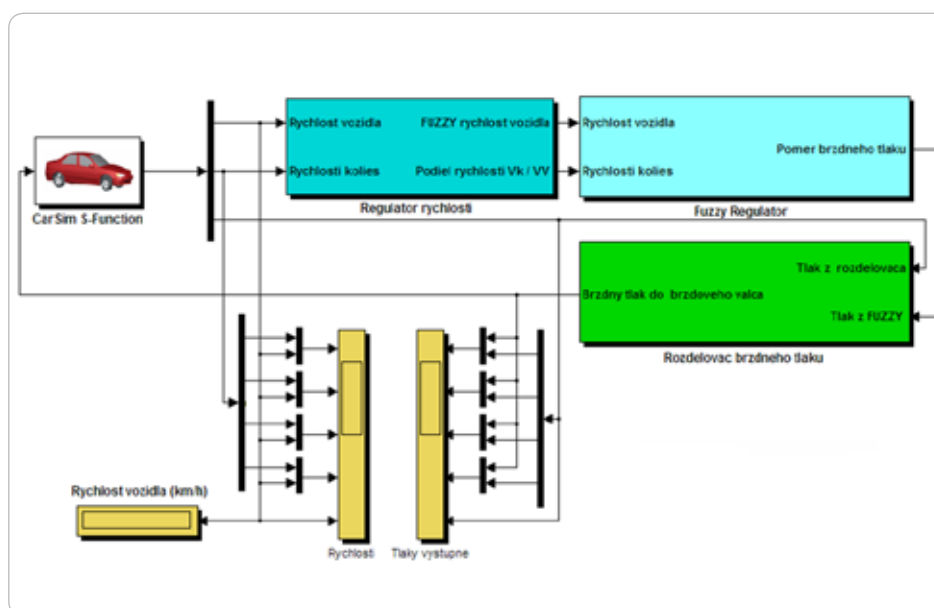 Rychlost vozidla
FUZZY rychlost vozidla
Rychlosti kolies
Podiel rychlosti Vk / VV
Regulator rychlosti
Rychlost vozidla
Pomer brzdneho tlaku
Rychlosti kolies
Fuzzy Regulator
CarSim S-Function
Tlak z rozdelovaca
Brzdny tlak do brzdoveho valca
Tlak z FUZZY
Rozdelovac brzdneho tlaku
Rychlost vozidla (km/h)
Rychlosti
Tlaky vystupne